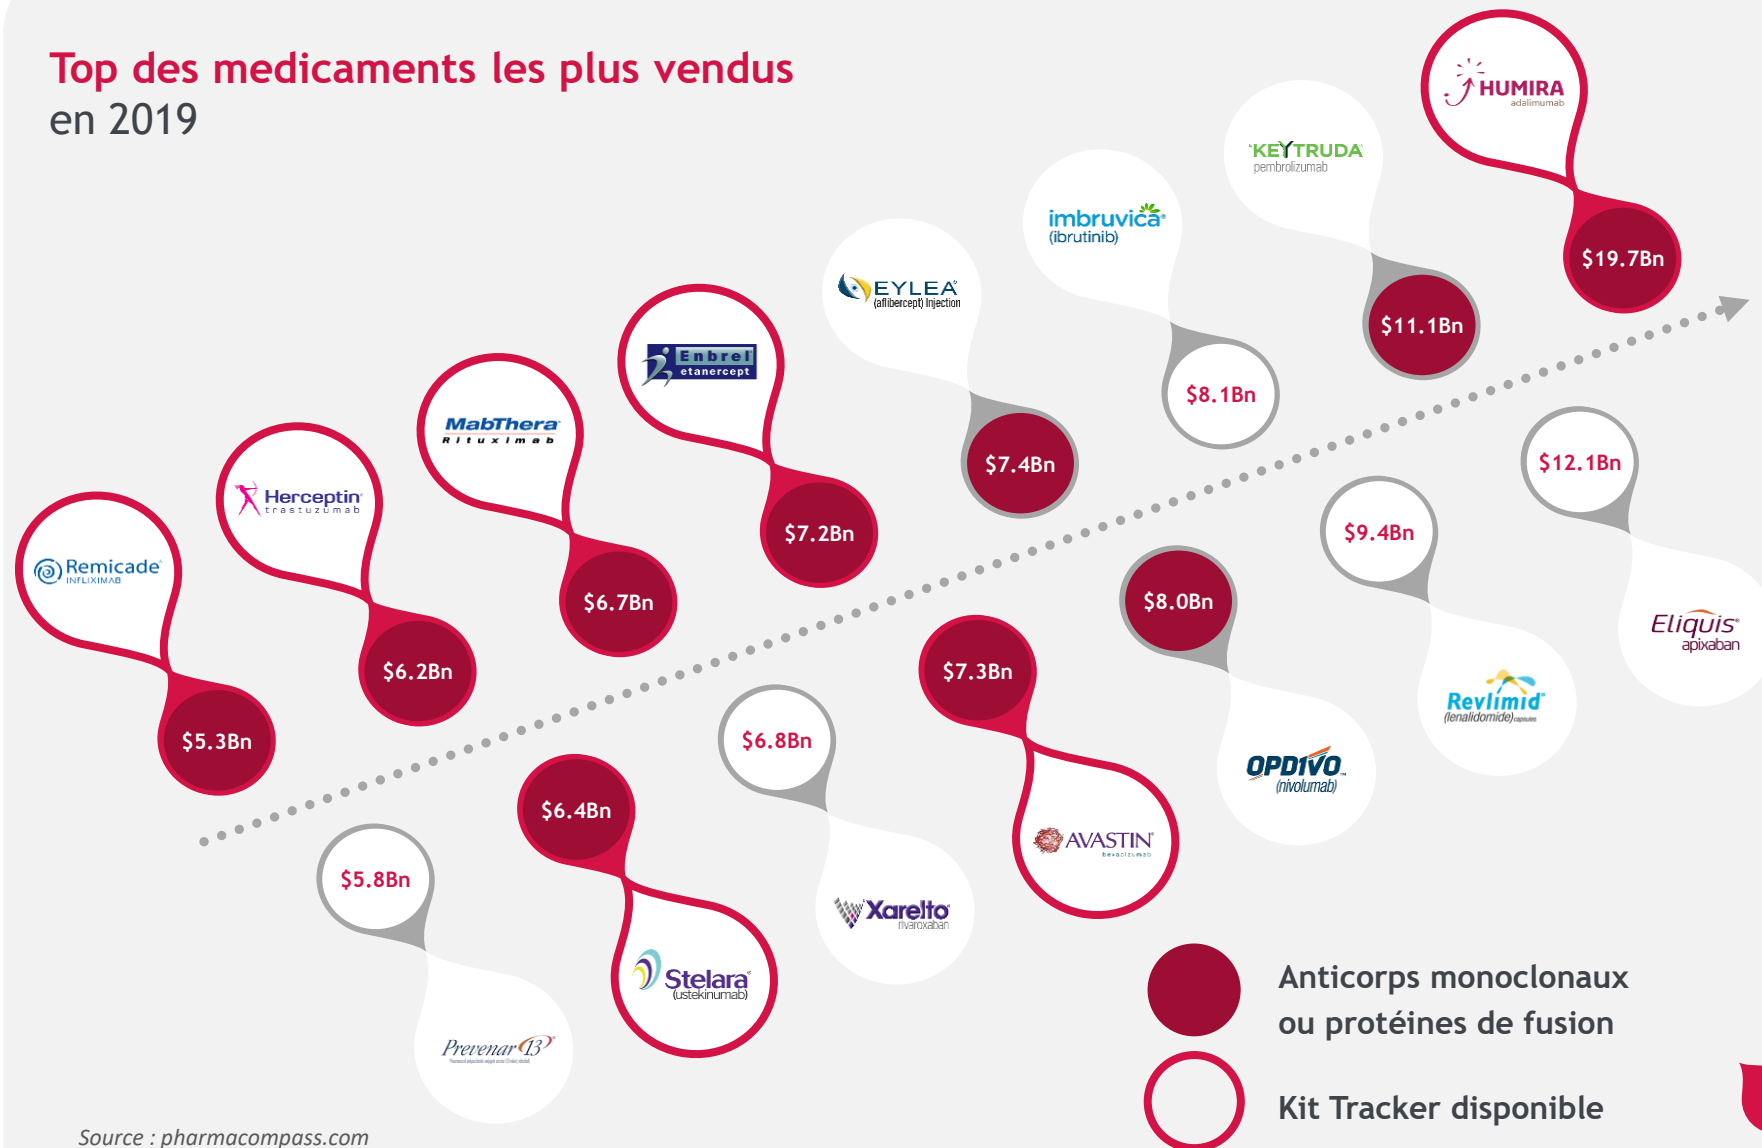 Top des medicaments les plus vendus
en 2019
HUMIRA
adalimumab
$19.7Bn
KEYTRUDA
pembrolizumab
$11.1Bn
imbruvica®
(ibrutinib)
$8.1Bn
EYLEA®
(aflibercept) Injection
$7.4Bn
Enbrel®
etanercept
$7.2Bn
MabThera®
Rituximab
$6.7Bn
Herceptin®
trastuzumab
$6.2Bn
Remicade®
INFLIXIMAB
$5.3Bn
$12.1Bn
Eliquis®
apixaban
$9.4Bn
Revlimid®
(lenalidomide) capsules
$8.0Bn
OPDIVO™
(nivolumab)
$7.3Bn
AVASTIN®
bevacizumab
$6.8Bn
Xarelto®
rivaroxaban
$6.4Bn
Stelara®
(ustekinumab)
$5.8Bn
Prevenar 13®
Anticorps monoclonaux
ou protéines de fusion
Kit Tracker disponible
Source : pharmacompass.com